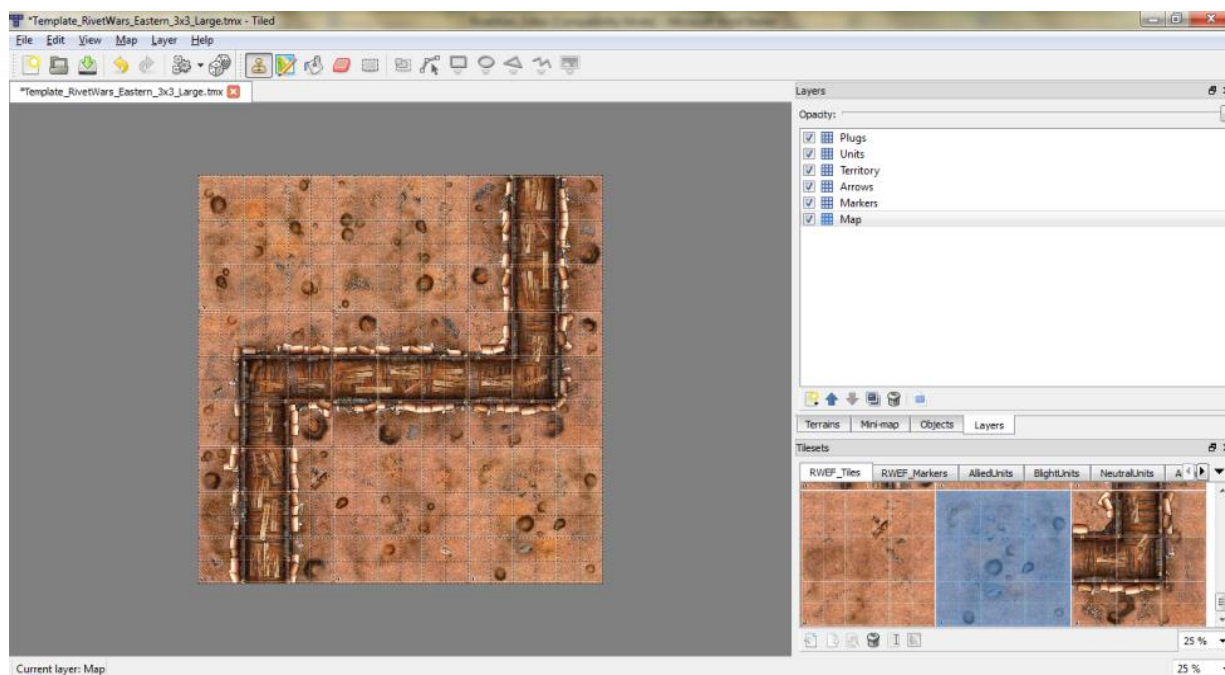 *Template_RivetWars_Eastern_3x3_Large.tmx - Tiled
File Edit View Map Layer Help
*Template_RivetWars_Eastern_3x3_Large.tmx
Layers
Opacity:
Plugs
Units
Territory
Arrows
Markers
Map
Terrains Mini-map Objects Layers
Tilesets
RWEF_Tiles RWEF_Markers AlliedUnits BlightUnits NeutralUnits A
25 %
Current layer: Map
25 %